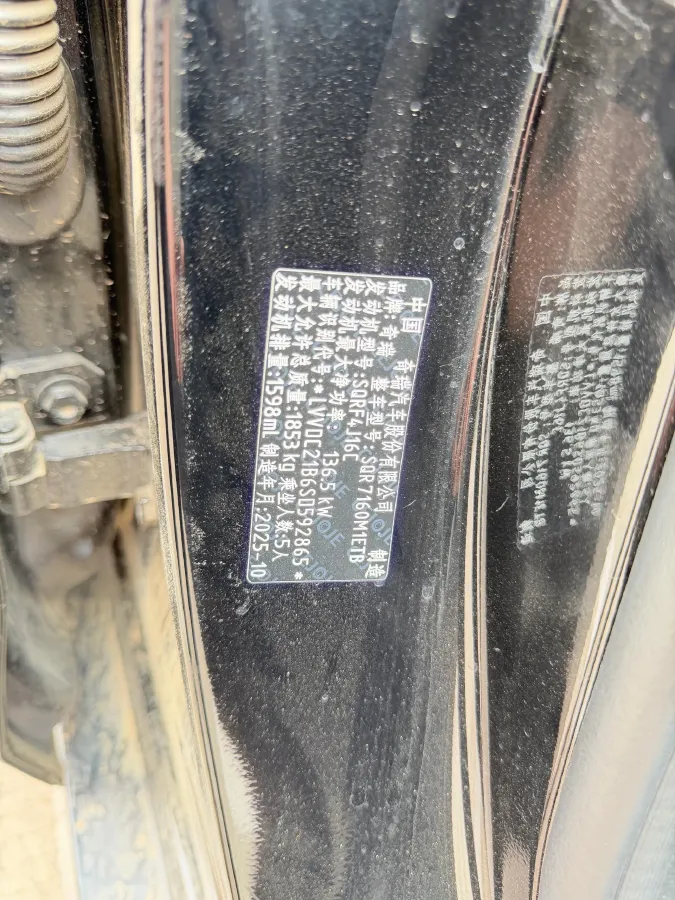 中国 奇瑞汽车股份有限公司 制造
品牌:奇瑞 整车型号:SQR7160M1ETB
发动机型号:SQRF4J16C
发动机最大净功率: 136.5 kW
车辆识别代号:*LVVDC21B6SD592865*
最大允许总质量:1853 kg 乘坐人数:5人
发动机排量:1598mL 制造年月:2025-10